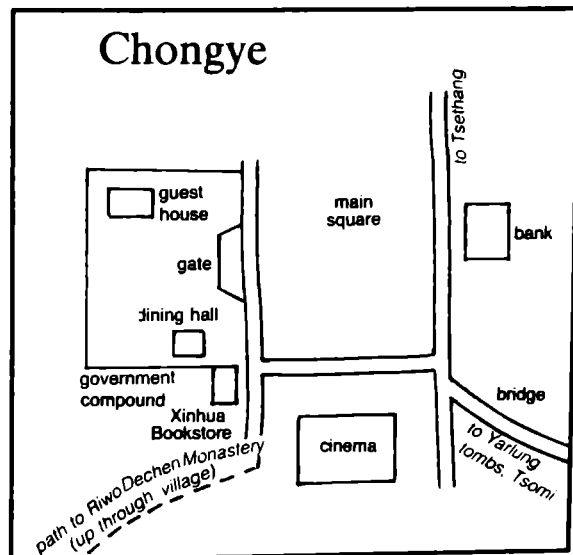 Chongye
to Tsethang
guest
house
main
square
bank
gate
dining hall
government
compound
Xinhua
Bookstore
bridge
cinema
to Yarlung
tombs, Tsomi
path to Riwo Dechen Monastery
(up through village)